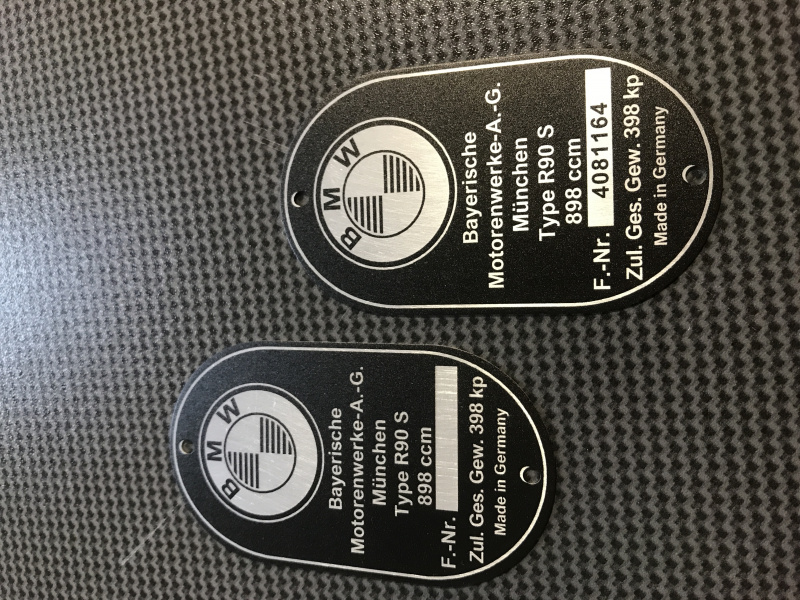 BMW
Bayerische
Motorenwerke-A.-G.
München
Type R90 S
898 ccm
F.-Nr.
Zul. Ges. Gew. 398 kp
Made in Germany
BMW
Bayerische
Motorenwerke-A.-G.
München
Type R90 S
898 ccm
F.-Nr. 4081164
Zul. Ges. Gew. 398 kp
Made in Germany